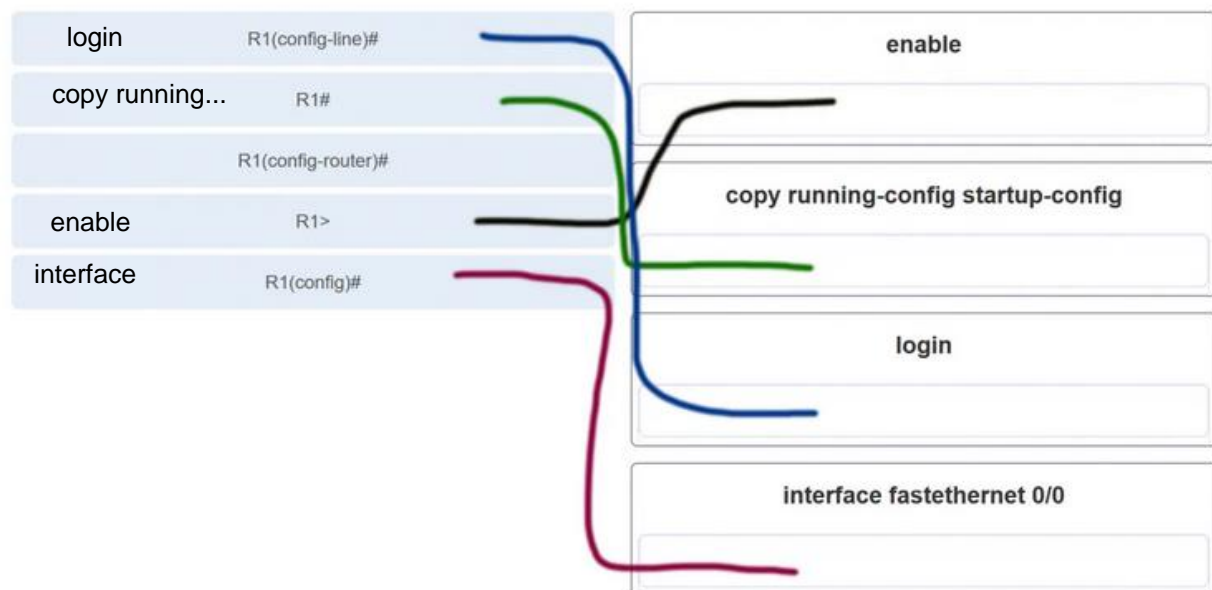 login R1(config-line)#
copy running... R1#
R1(config-router)#
enable R1>
interface R1(config)#
enable
copy running-config startup-config
login
interface fastethernet 0/0